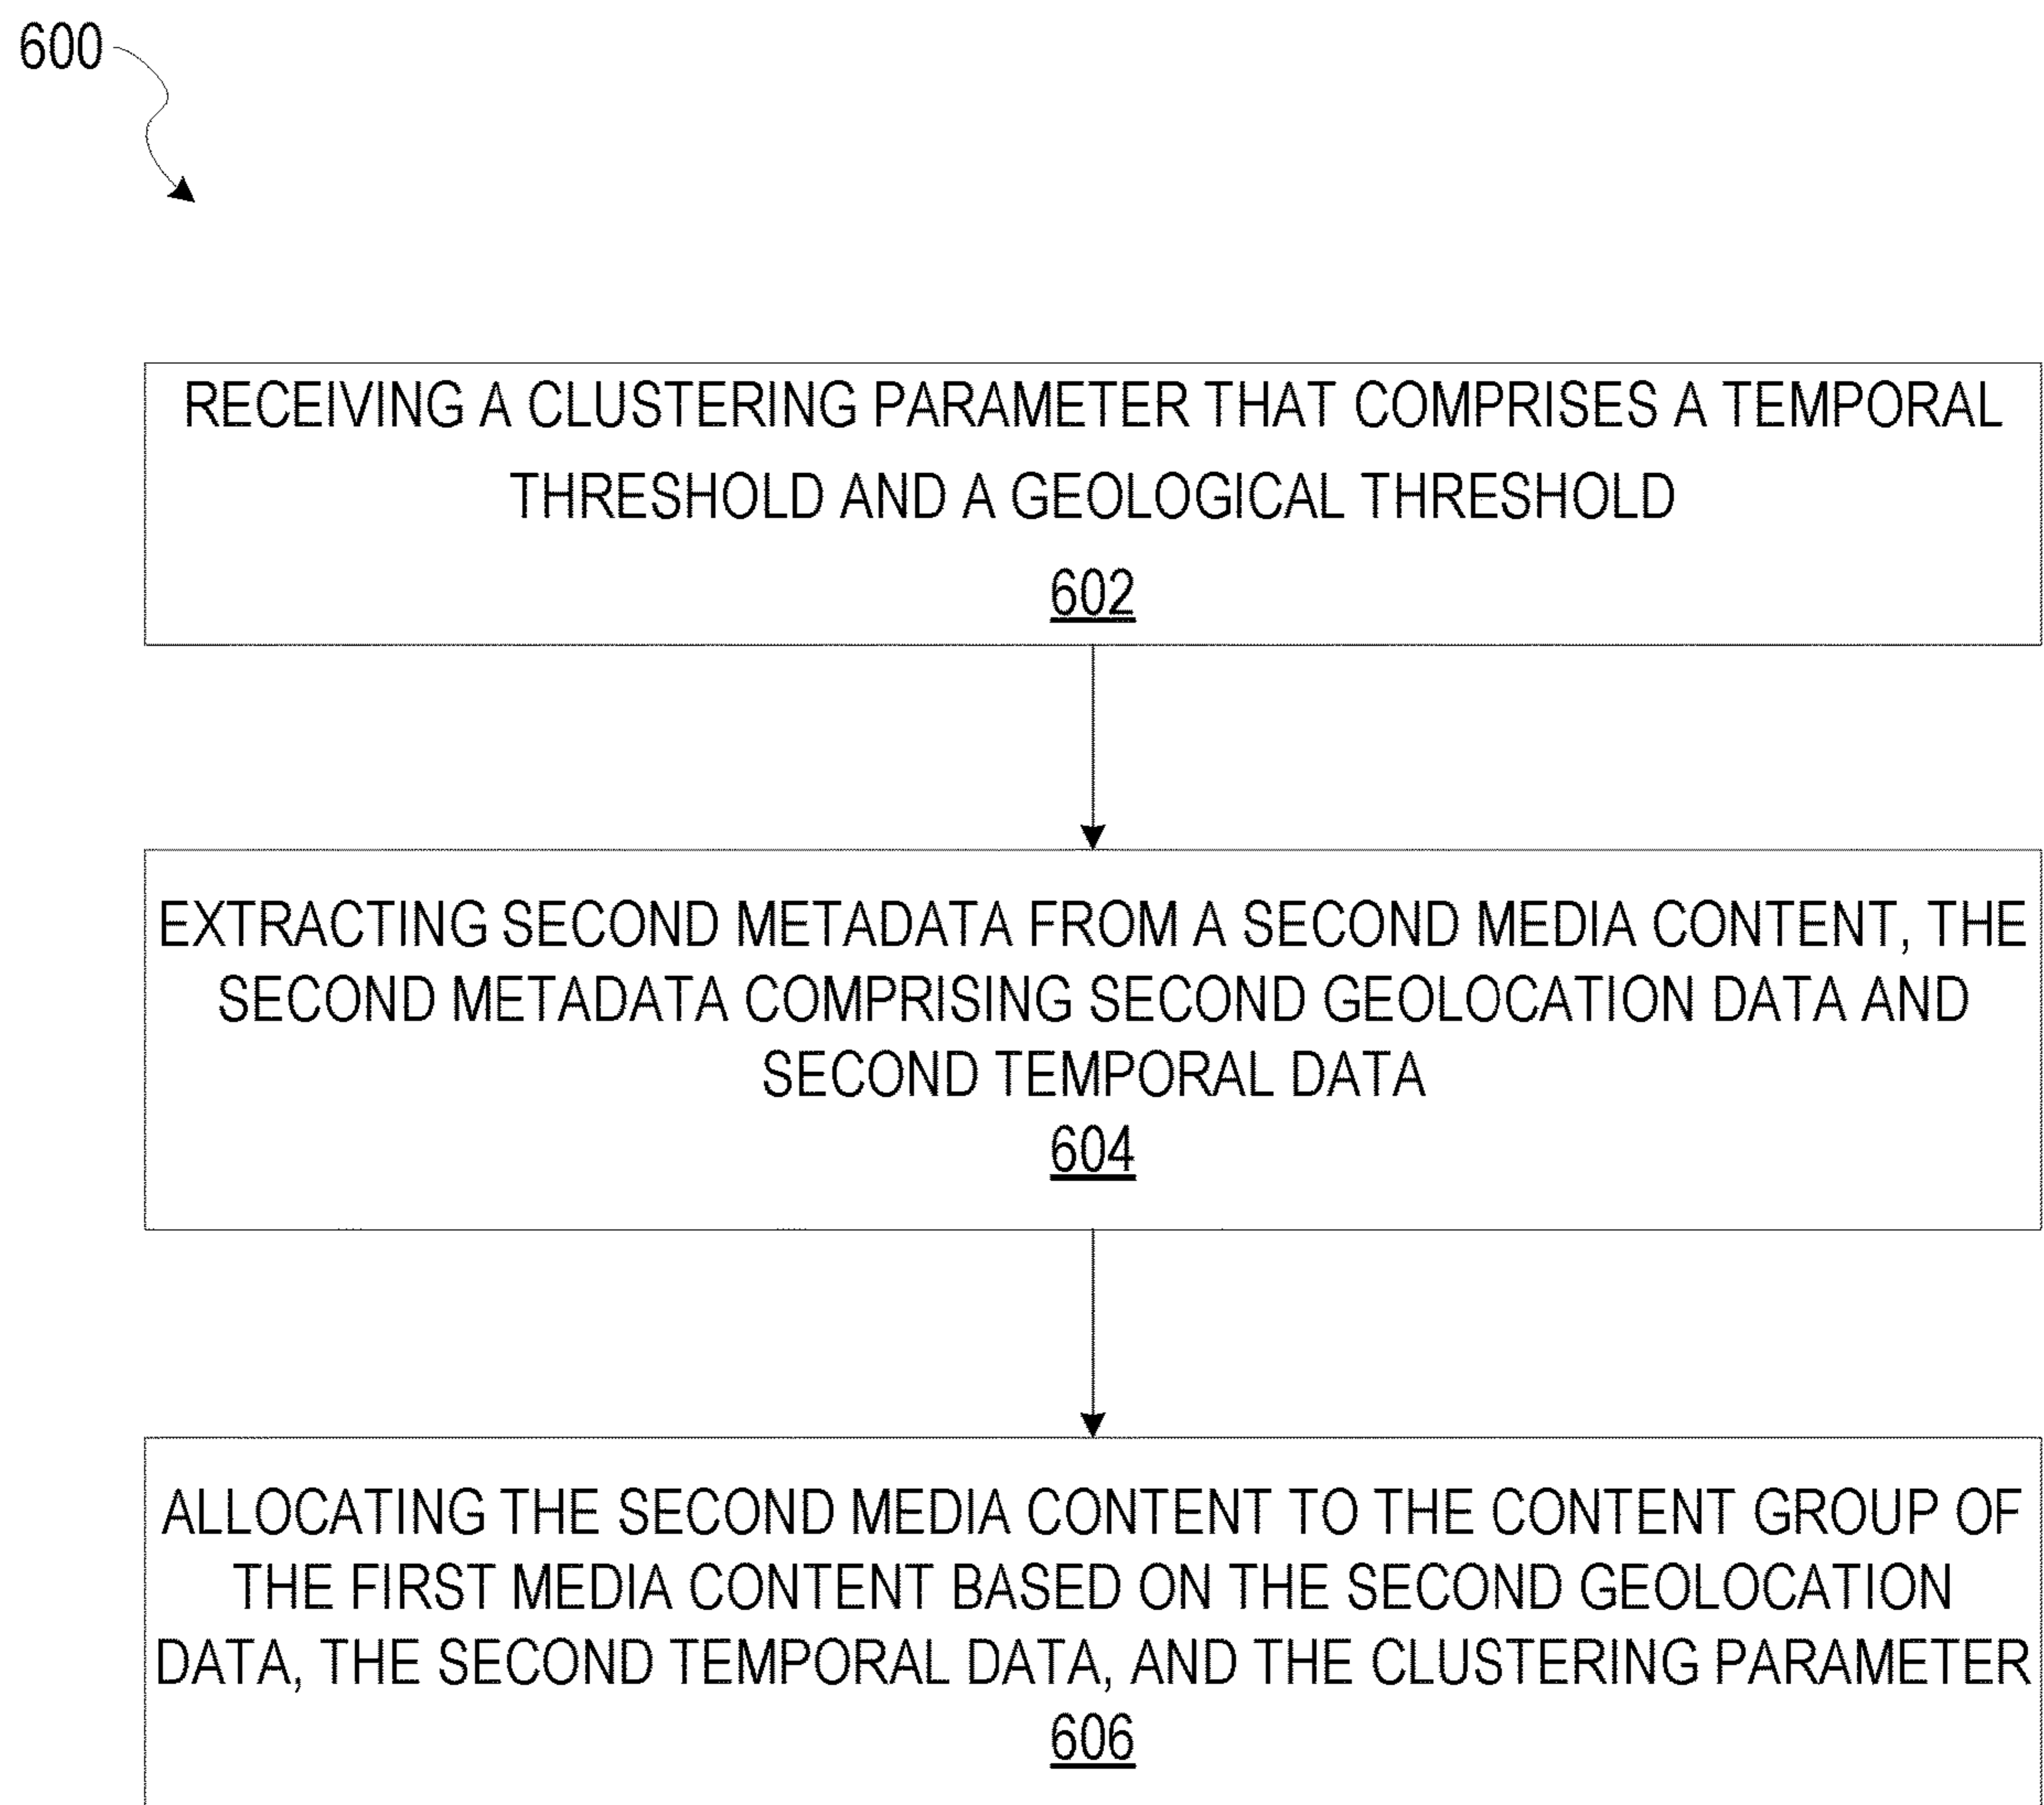 600
RECEIVING A CLUSTERING PARAMETER THAT COMPRISES A TEMPORAL
THRESHOLD AND A GEOLOGICAL THRESHOLD
602
EXTRACTING SECOND METADATA FROM A SECOND MEDIA CONTENT, THE
SECOND METADATA COMPRISING SECOND GEOLOCATION DATA AND
SECOND TEMPORAL DATA
604
ALLOCATING THE SECOND MEDIA CONTENT TO THE CONTENT GROUP OF
THE FIRST MEDIA CONTENT BASED ON THE SECOND GEOLOCATION
DATA, THE SECOND TEMPORAL DATA, AND THE CLUSTERING PARAMETER
606